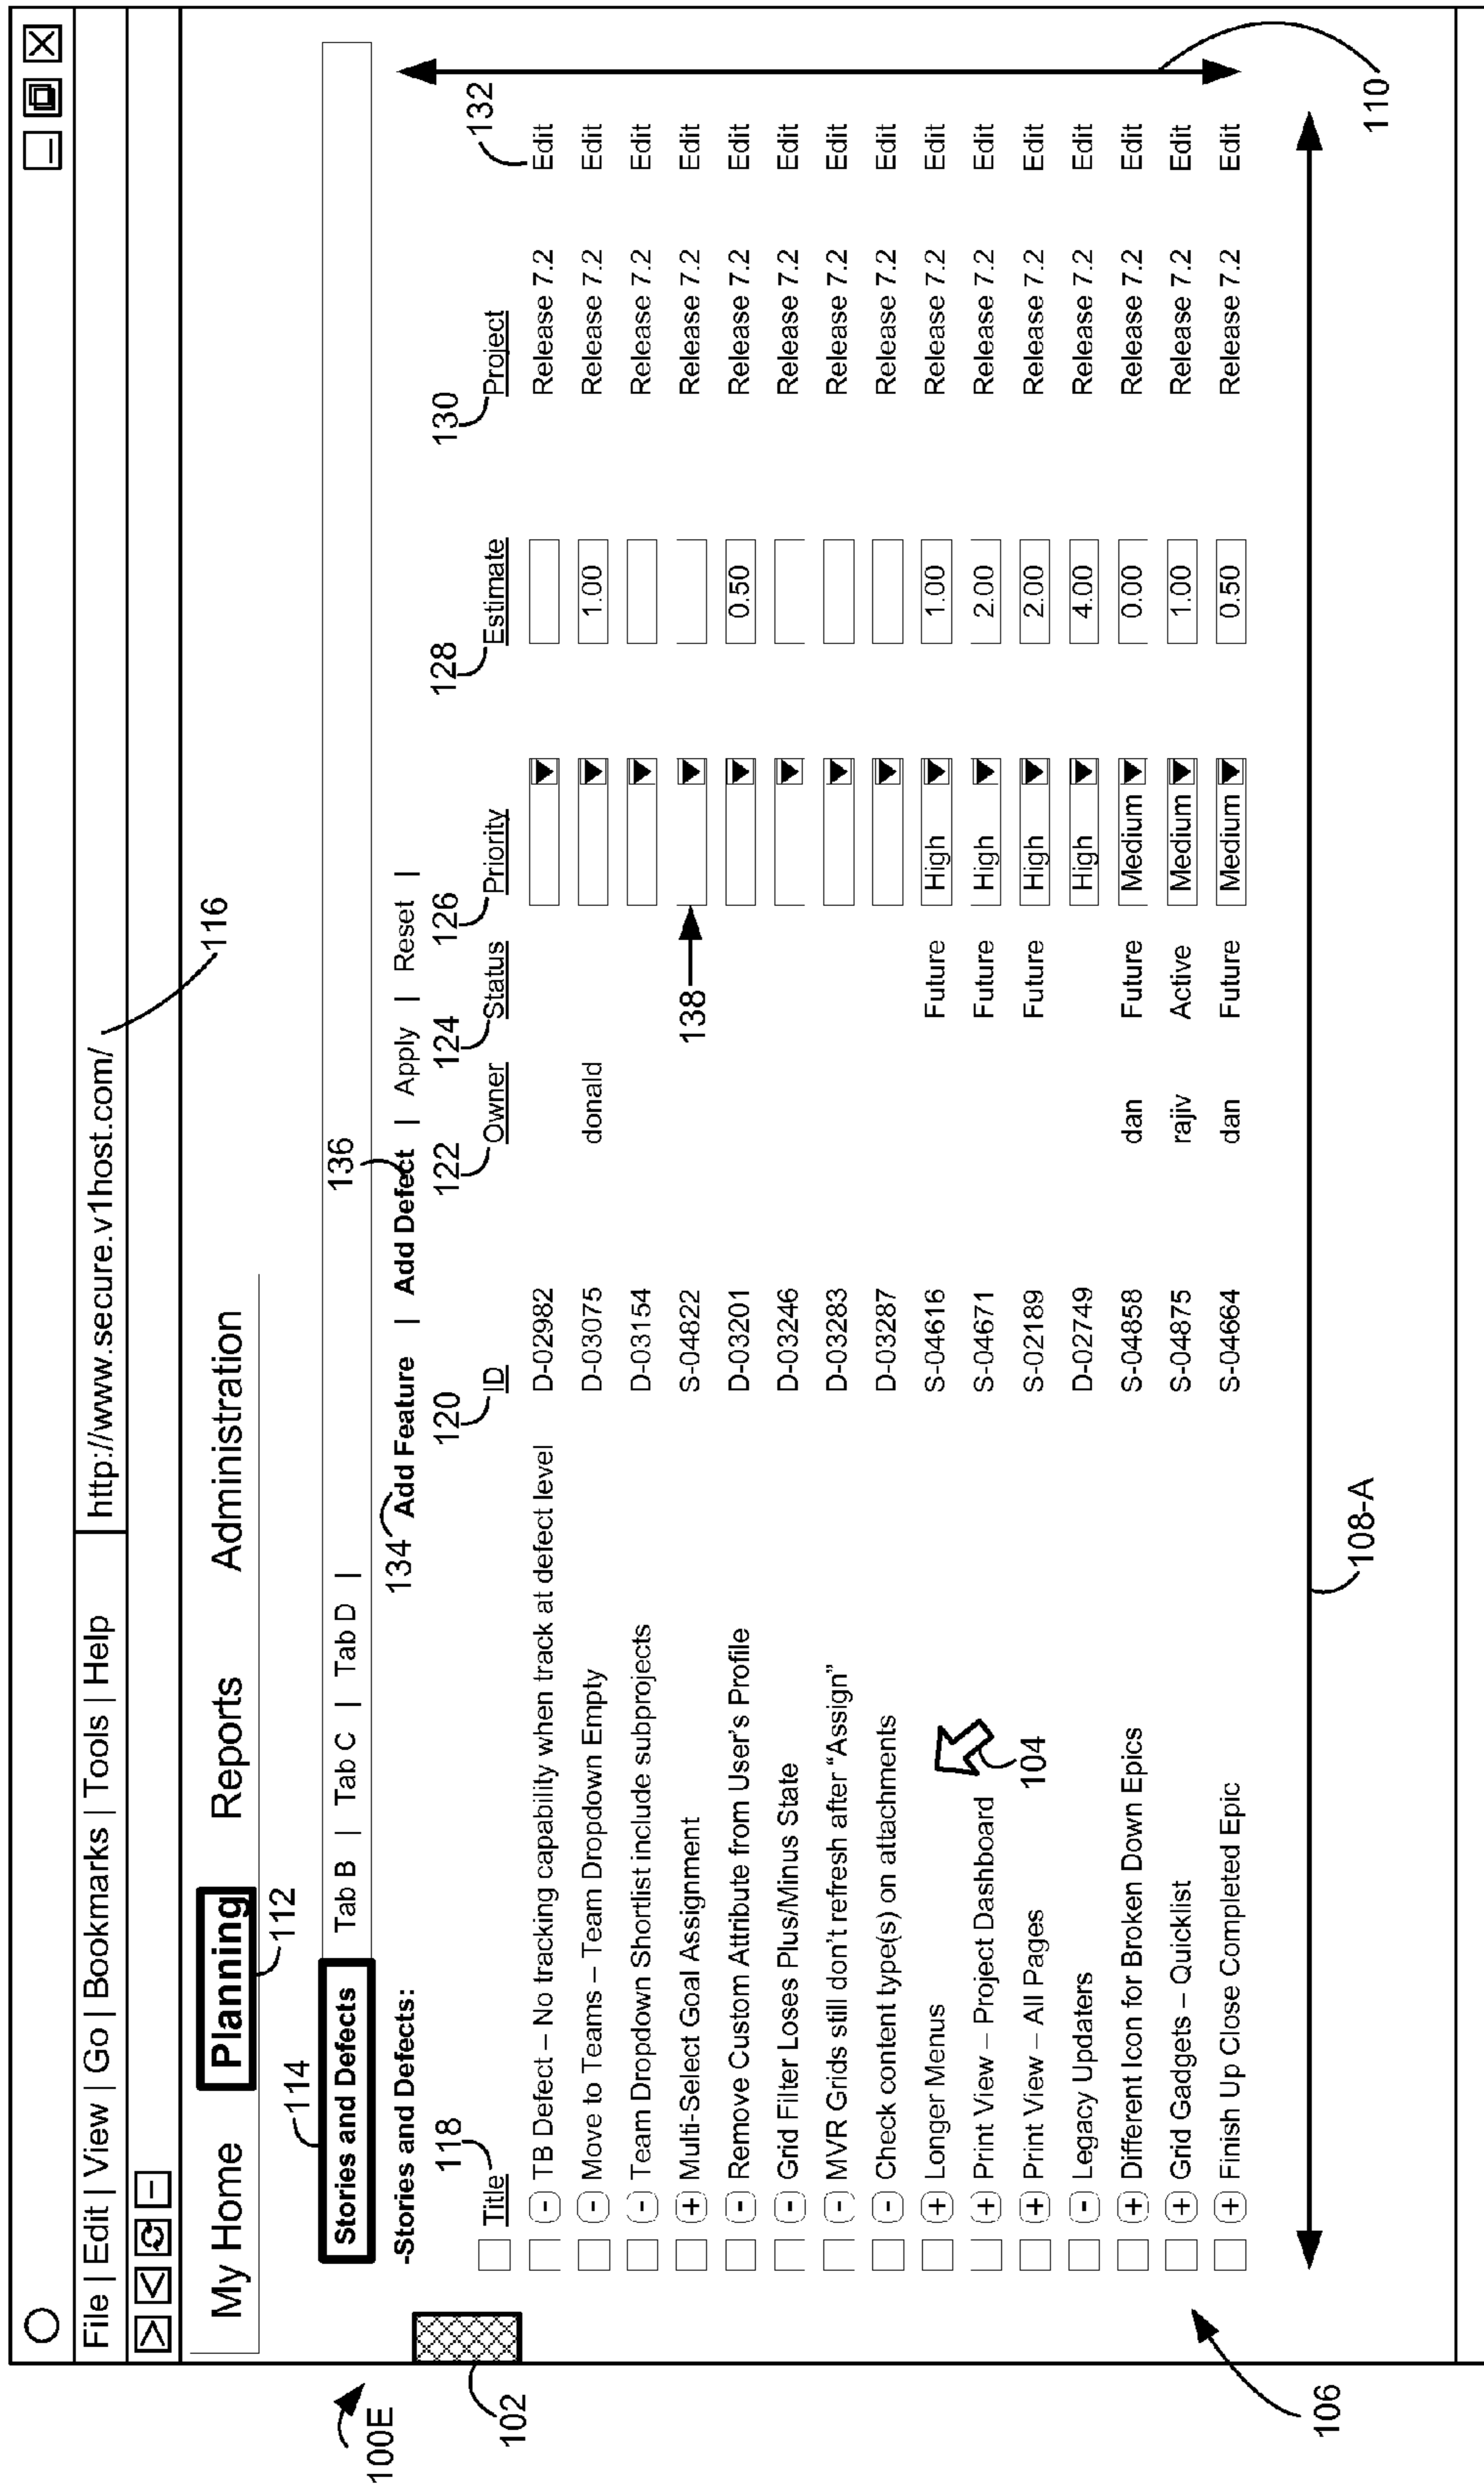 File | Edit | View | Go | Bookmarks | Tools | Help http://www.secure.v1host.com/
116
My Home Planning Reports Administration
112
114
Stories and Defects Tab B | Tab C | Tab D |
136
100E
-Stories and Defects: 134 Add Feature | Add Defect | Apply | Reset |
118 120 122 124 126 128 130 132
Title ID Owner Status Priority Estimate Project
102
(-) TB Defect – No tracking capability when track at defect level D-02982 Release 7.2 Edit
(-) Move to Teams – Team Dropdown Empty D-03075 donald 1.00 Release 7.2 Edit
(-) Team Dropdown Shortlist include subprojects D-03154 Release 7.2 Edit
(+) Multi-Select Goal Assignment S-04822 138 Release 7.2 Edit
(-) Remove Custom Attribute from User's Profile D-03201 0.50 Release 7.2 Edit
(-) Grid Filter Loses Plus/Minus State D-03246 Release 7.2 Edit
(-) MVR Grids still don't refresh after “Assign” D-03283 Release 7.2 Edit
(-) Check content type(s) on attachments D-03287 Release 7.2 Edit
(+) Longer Menus S-04616 Future High 1.00 Release 7.2 Edit
(+) Print View – Project Dashboard S-04671 Future High 2.00 Release 7.2 Edit
104
(+) Print View – All Pages S-02189 Future High 2.00 Release 7.2 Edit
(-) Legacy Updaters D-02749 High 4.00 Release 7.2 Edit
(+) Different Icon for Broken Down Epics S-04858 dan Future Medium 0.00 Release 7.2 Edit
(+) Grid Gadgets – Quicklist S-04875 rajiv Active Medium 1.00 Release 7.2 Edit
(+) Finish Up Close Completed Epic S-04664 dan Future Medium 0.50 Release 7.2 Edit
106
108-A
110